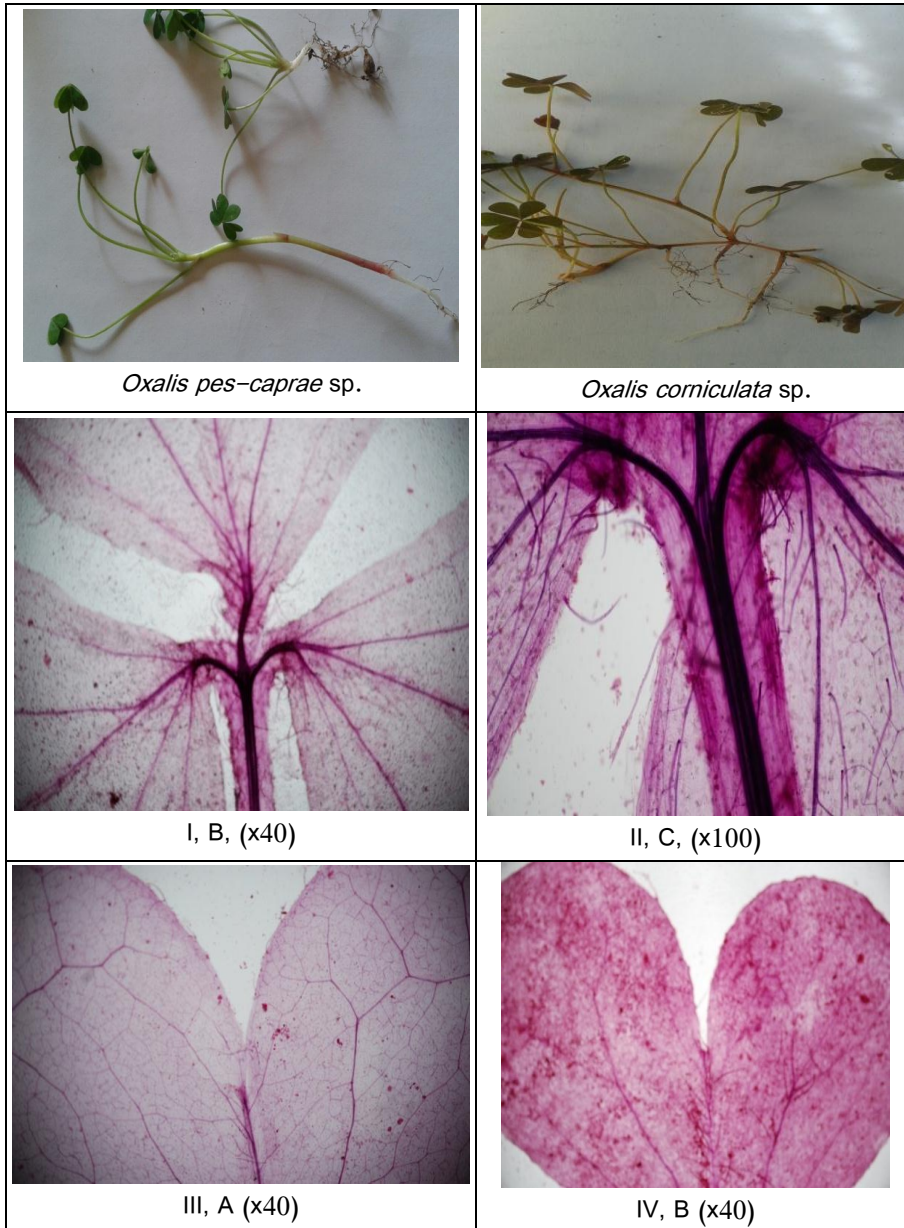 Oxalis pes-caprae sp.
Oxalis corniculata sp.
I, B, (x40)
II, C, (x100)
III, A (x40)
IV, B (x40)